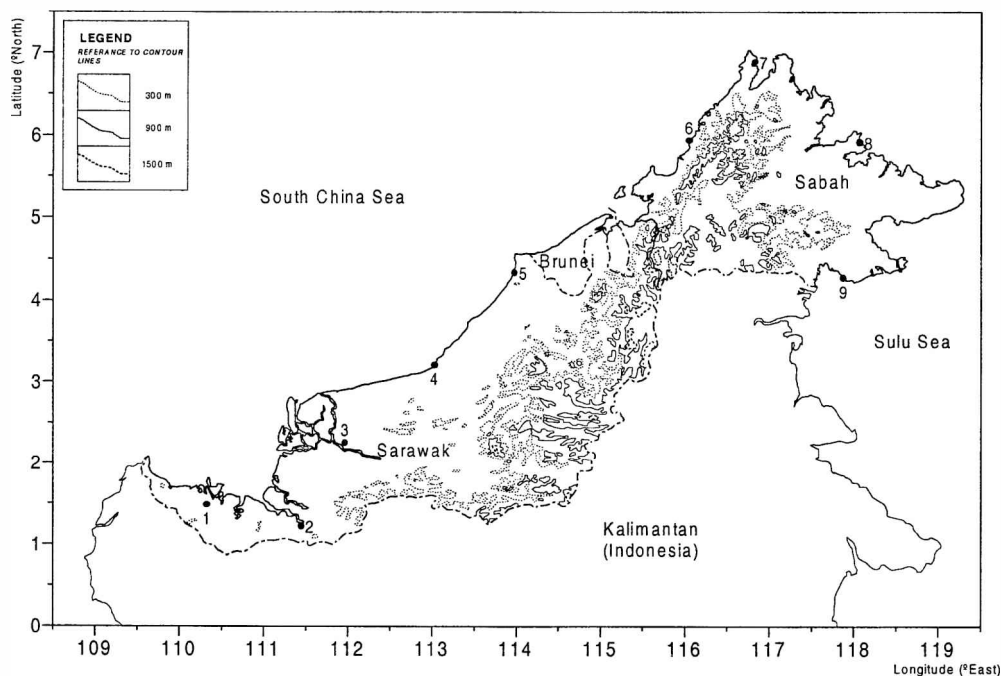 LEGEND
REFERANCE TO CONTOUR
LINES
300 m
900 m
1500 m
Latitude (ºNorth)
7
6
5
4
3
2
1
0
South China Sea
Sabah
Brunei
Sulu Sea
Sarawak
Kalimantan
(Indonesia)
7
6
8
5
9
4
3
1
2
109 110 111 112 113 114 115 116 117 118 119
Longitude (ºEast)